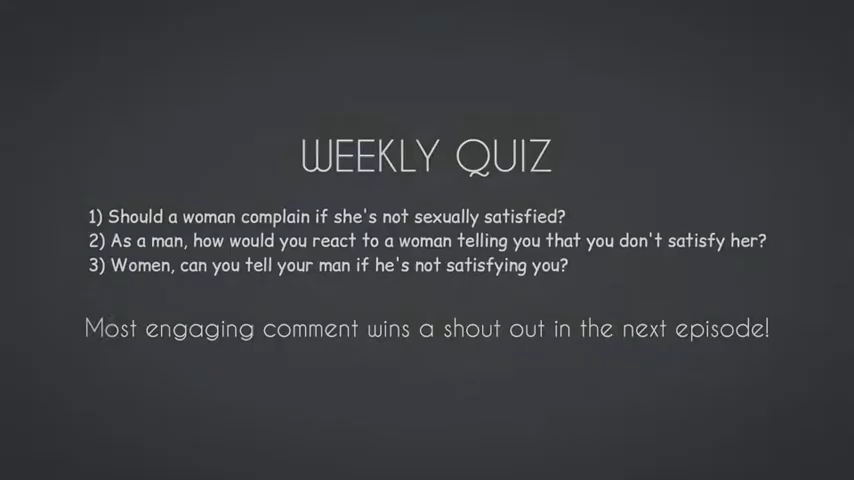 WEEKLY QUIZ
1) Should a woman complain if she's not sexually satisfied?
2) As a man, how would you react to a woman telling you that you don't satisfy her?
3) Women, can you tell your man if he's not satisfying you?
Most engaging comment wins a shout out in the next episode!